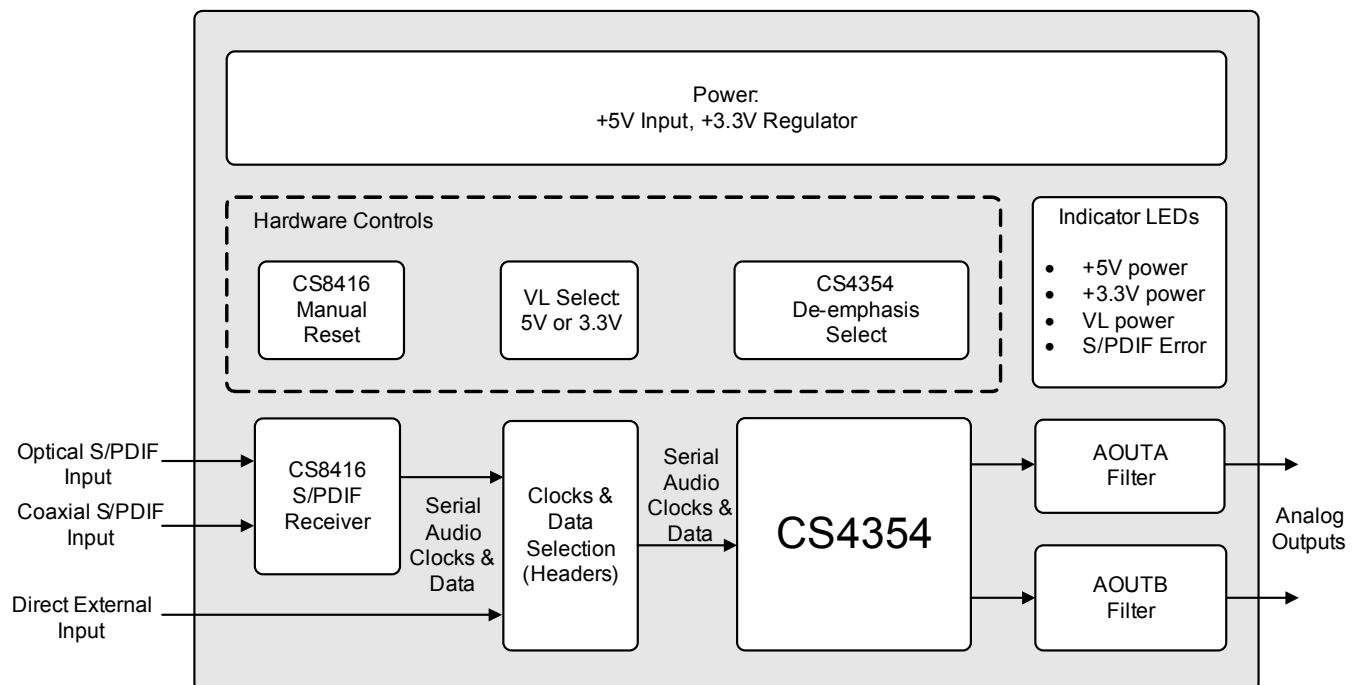 Power:
+5V Input, +3.3V Regulator
Hardware Controls
CS8416
Manual
Reset
VL Select:
5V or 3.3V
CS4354
De-emphasis
Select
Indicator LEDs
• +5V power
• +3.3V power
• VL power
• S/PDIF Error
Optical S/PDIF
Input
Coaxial S/PDIF
Input
Direct External
Input
CS8416
S/PDIF
Receiver
Serial
Audio
Clocks &
Data
Clocks &
Data
Selection
(Headers)
Serial
Audio
Clocks &
Data
CS4354
AOUTA
Filter
AOUTB
Filter
Analog
Outputs